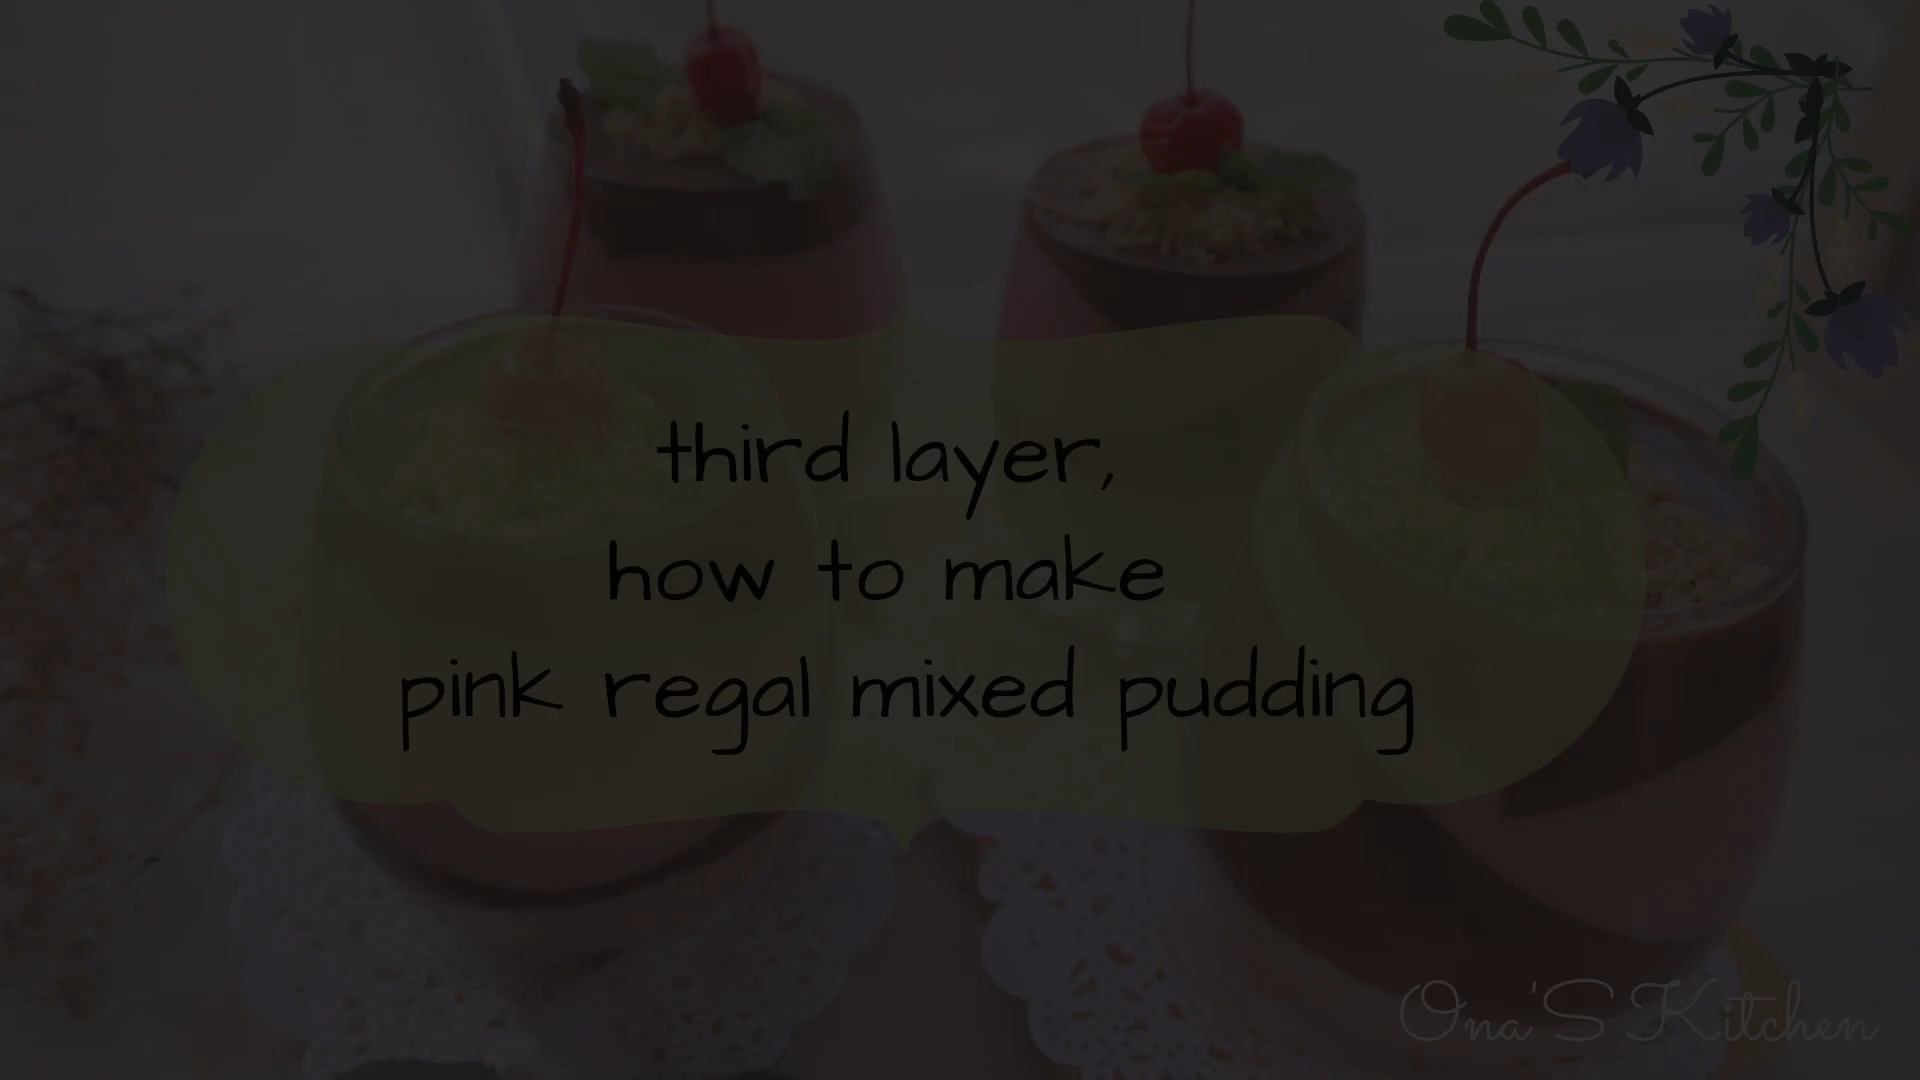 third layer,
how to make
pink regal mixed pudding
Ona'S Kitchen